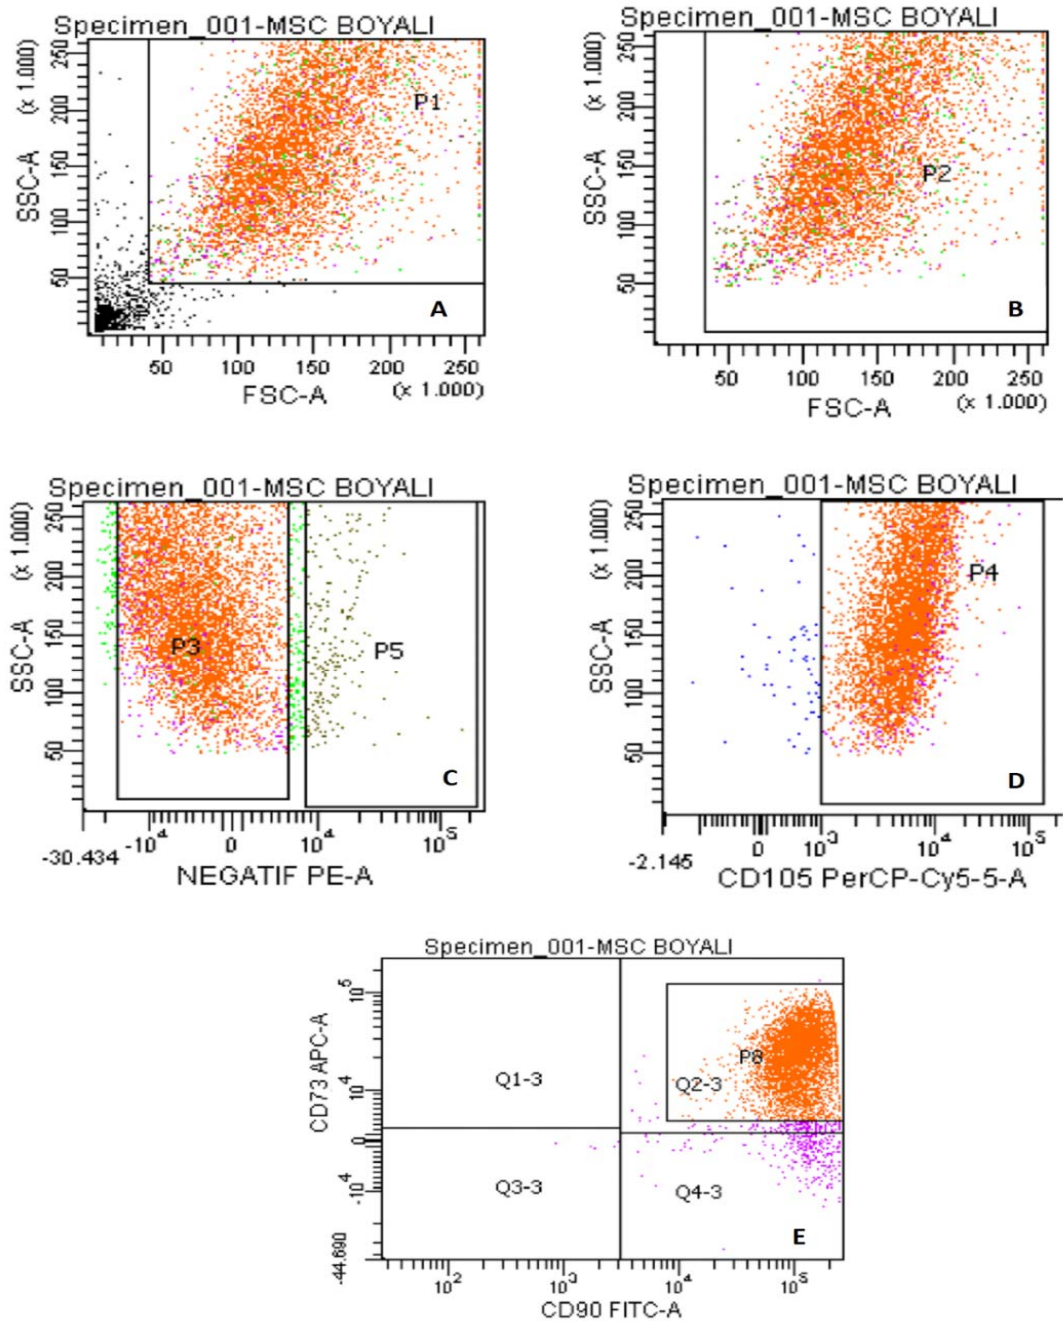 Specimen_001-MSC BOYALI
SSC-A
(x 1.000)
50 100 150 200 250
P1
A
50 100 150 200 250
FSC-A
(x 1.000)
Specimen_001-MSC BOYALI
SSC-A
(x 1.000)
50 100 150 200 250
P2
B
50 100 150 200 250
FSC-A
(x 1.000)
Specimen_001-MSC BOYALI
SSC-A
(x 1.000)
50 100 150 200 250
P3
P5
C
-30.434 -10⁴ 0 10⁴ 10⁵
NEGATIF PE-A
Specimen_001-MSC BOYALI
SSC-A
(x 1.000)
50 100 150 200 250
P4
D
-2.145 0 10³ 10⁴ 10⁵
CD105 PerCP-Cy5-5-A
Specimen_001-MSC BOYALI
CD73 APC-A
-44.690 -10⁴ 0 10⁴ 10⁵
P8
Q1-3
Q2-3
Q3-3
Q4-3
E
10² 10³ 10⁴ 10⁵
CD90 FITC-A